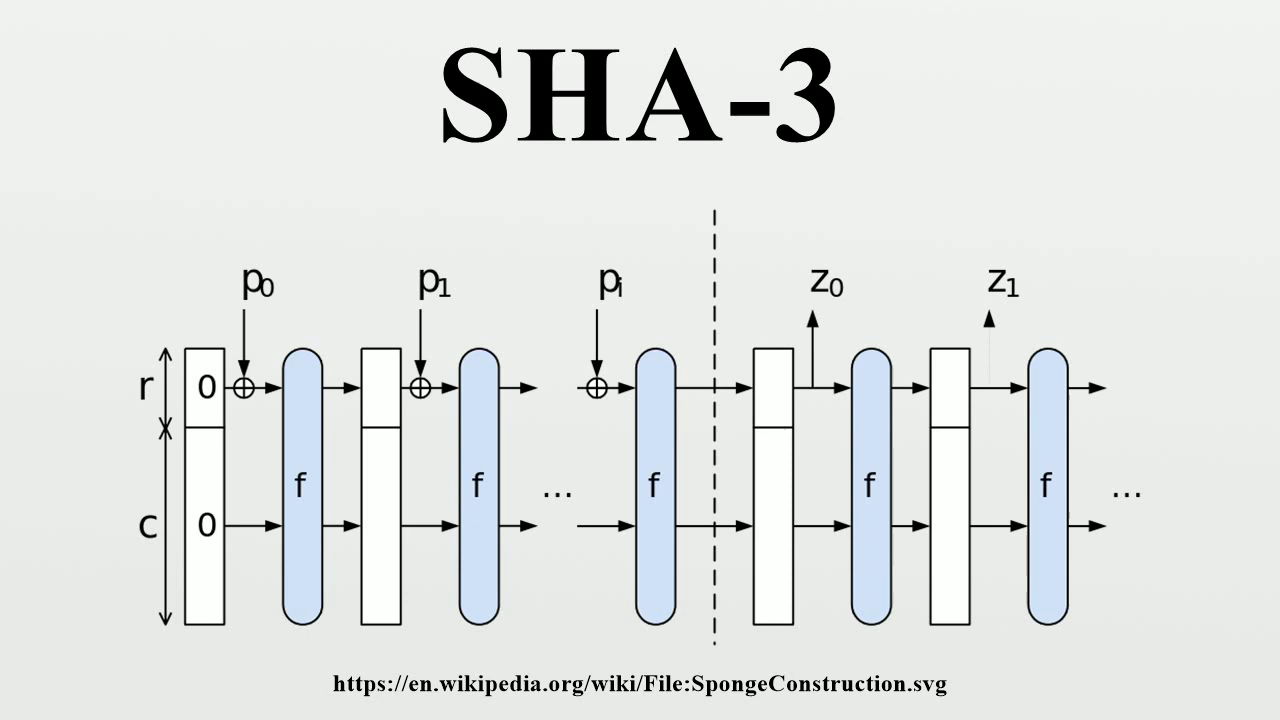 SHA-3
p0 p1 pi z0 z1
r 0
f f ... f f f ...
c 0
https://en.wikipedia.org/wiki/File:SpongeConstruction.svg